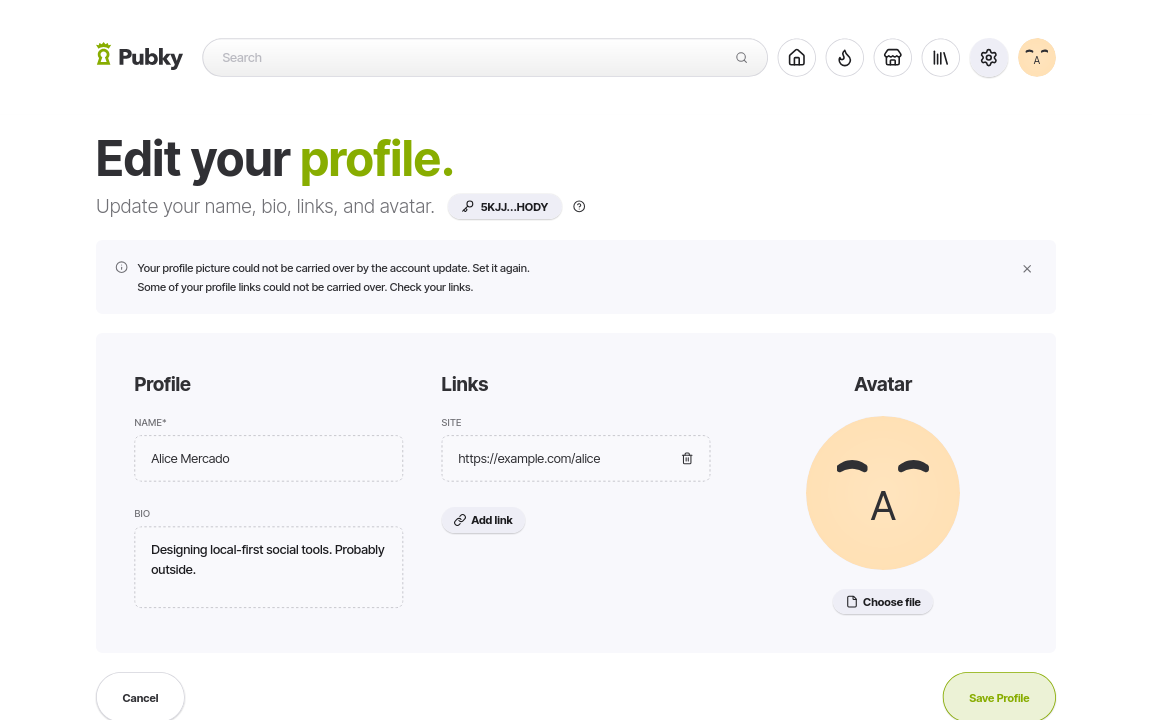 Pubky
Search
A
Edit your profile.
Update your name, bio, links, and avatar.
5KJJ...HODY
Your profile picture could not be carried over by the account update. Set it again.
Some of your profile links could not be carried over. Check your links.
Profile
NAME*
Alice Mercado
BIO
Designing local-first social tools. Probably
outside.
Links
SITE
https://example.com/alice
Add link
Avatar
A
Choose file
Cancel
Save Profile